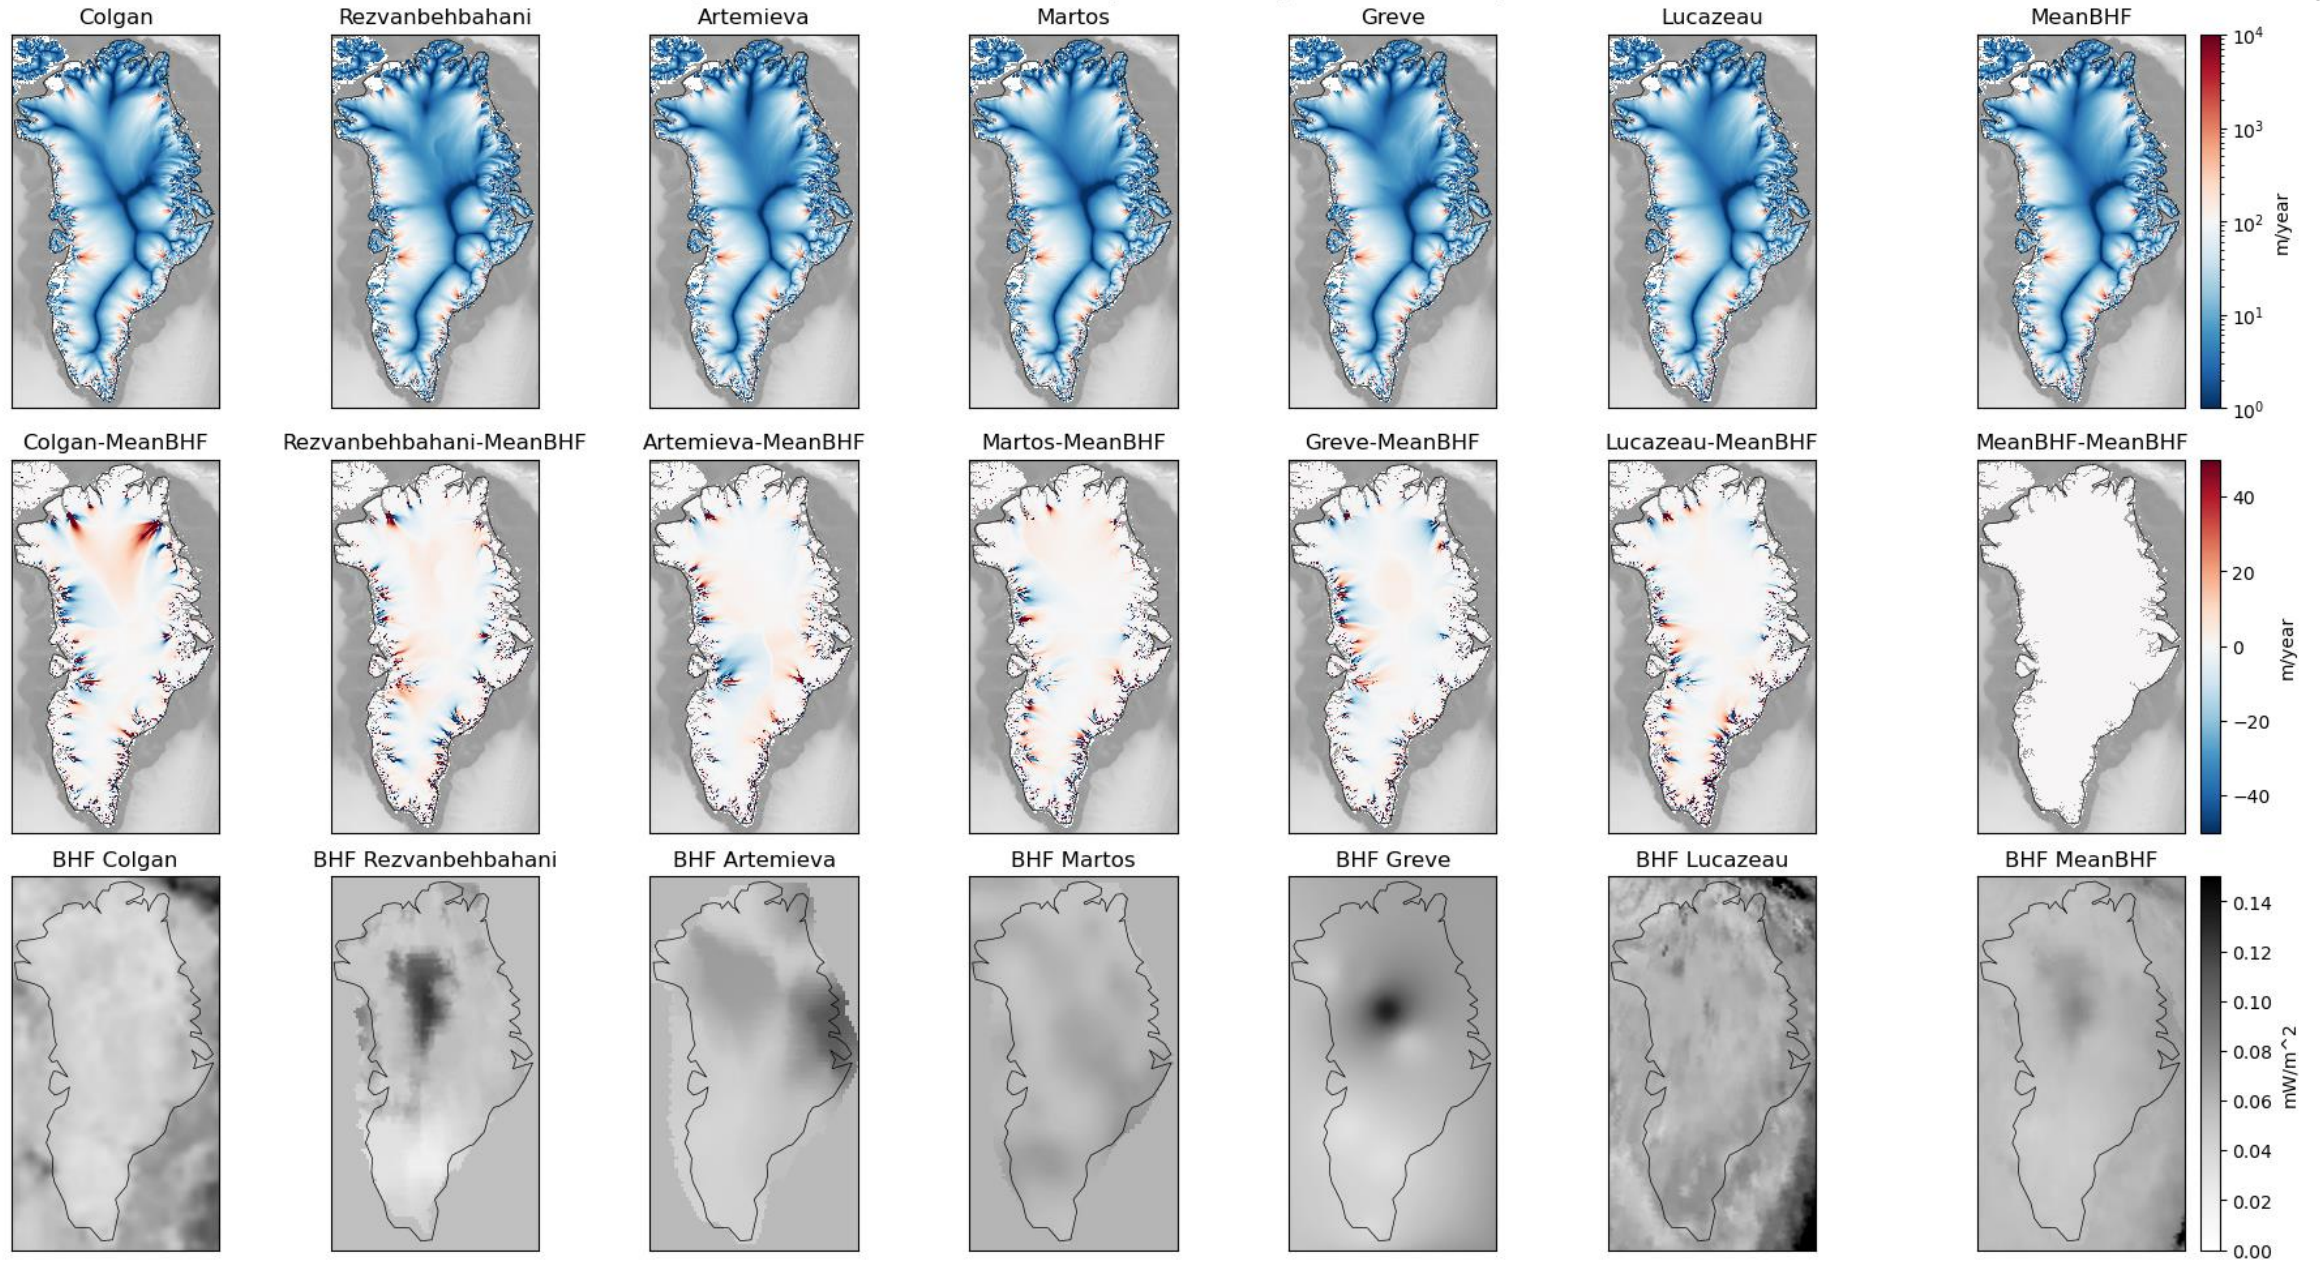 Colgan
Rezvanbehbahani
Artemieva
Martos
Greve
Lucazeau
MeanBHF
10^4
10^3
10^2
10^1
10^0
m/year
Colgan-MeanBHF
Rezvanbehbahani-MeanBHF
Artemieva-MeanBHF
Martos-MeanBHF
Greve-MeanBHF
Lucazeau-MeanBHF
MeanBHF-MeanBHF
40
20
0
−20
−40
m/year
BHF Colgan
BHF Rezvanbehbahani
BHF Artemieva
BHF Martos
BHF Greve
BHF Lucazeau
BHF MeanBHF
0.14
0.12
0.10
0.08
0.06
0.04
0.02
0.00
mW/m^2